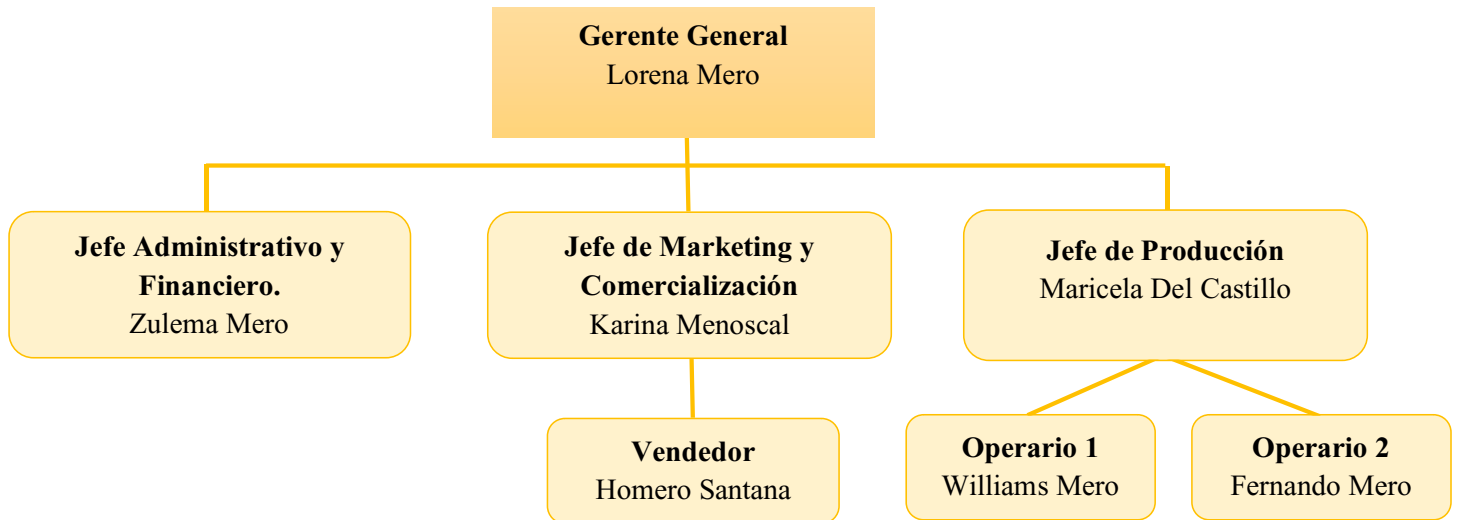 Gerente General
Lorena Mero
Jefe Administrativo y
Financiero.
Zulema Mero
Jefe de Marketing y
Comercialización
Karina Menoscal
Jefe de Producción
Maricela Del Castillo
Vendedor
Homero Santana
Operario 1
Williams Mero
Operario 2
Fernando Mero